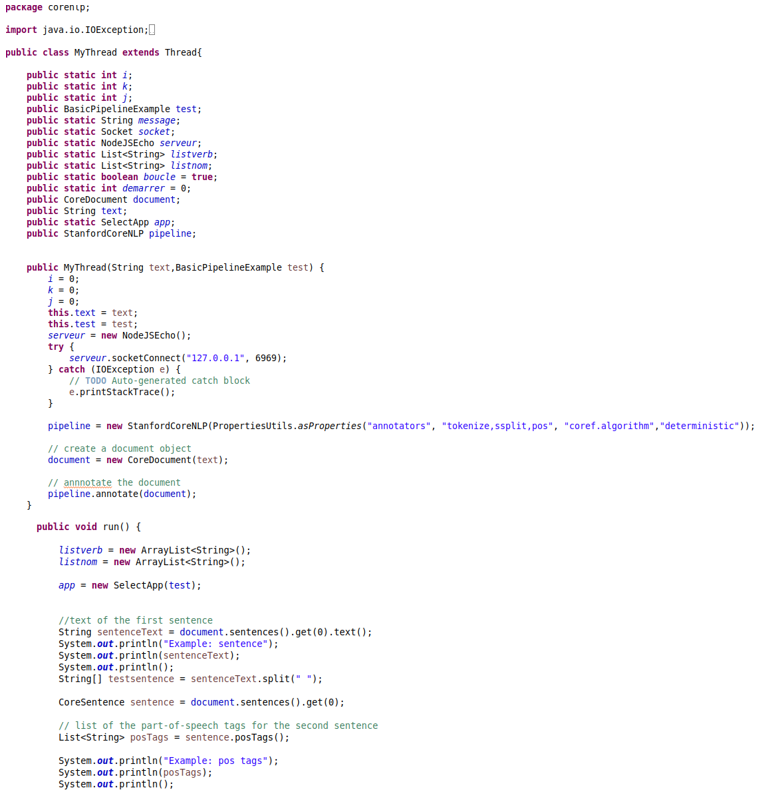 package corenlp;
import java.io.IOException;
public class MyThread extends Thread{
public static int i;
public static int k;
public static int j;
public BasicPipelineExample test;
public static String message;
public static Socket socket;
public static NodeJSEcho serveur;
public static List<String> listverb;
public static List<String> listnom;
public static boolean boucle = true;
public static int demarrer = 0;
public CoreDocument document;
public String text;
public static SelectApp app;
public StanfordCoreNLP pipeline;
public MyThread(String text,BasicPipelineExample test) {
i = 0;
k = 0;
j = 0;
this.text = text;
this.test = test;
serveur = new NodeJSEcho();
try {
serveur.socketConnect("127.0.0.1", 6969);
} catch (IOException e) {
// TODO Auto-generated catch block
e.printStackTrace();
}
pipeline = new StanfordCoreNLP(PropertiesUtils.asProperties("annotators", "tokenize,ssplit,pos", "coref.algorithm","deterministic"));
// create a document object
document = new CoreDocument(text);
// annnotate the document
pipeline.annotate(document);
}
public void run() {
listverb = new ArrayList<String>();
listnom = new ArrayList<String>();
app = new SelectApp(test);
//text of the first sentence
String sentenceText = document.sentences().get(0).text();
System.out.println("Example: sentence");
System.out.println(sentenceText);
System.out.println();
String[] testsentence = sentenceText.split(" ");
CoreSentence sentence = document.sentences().get(0);
// list of the part-of-speech tags for the second sentence
List<String> posTags = sentence.posTags();
System.out.println("Example: pos tags");
System.out.println(posTags);
System.out.println();